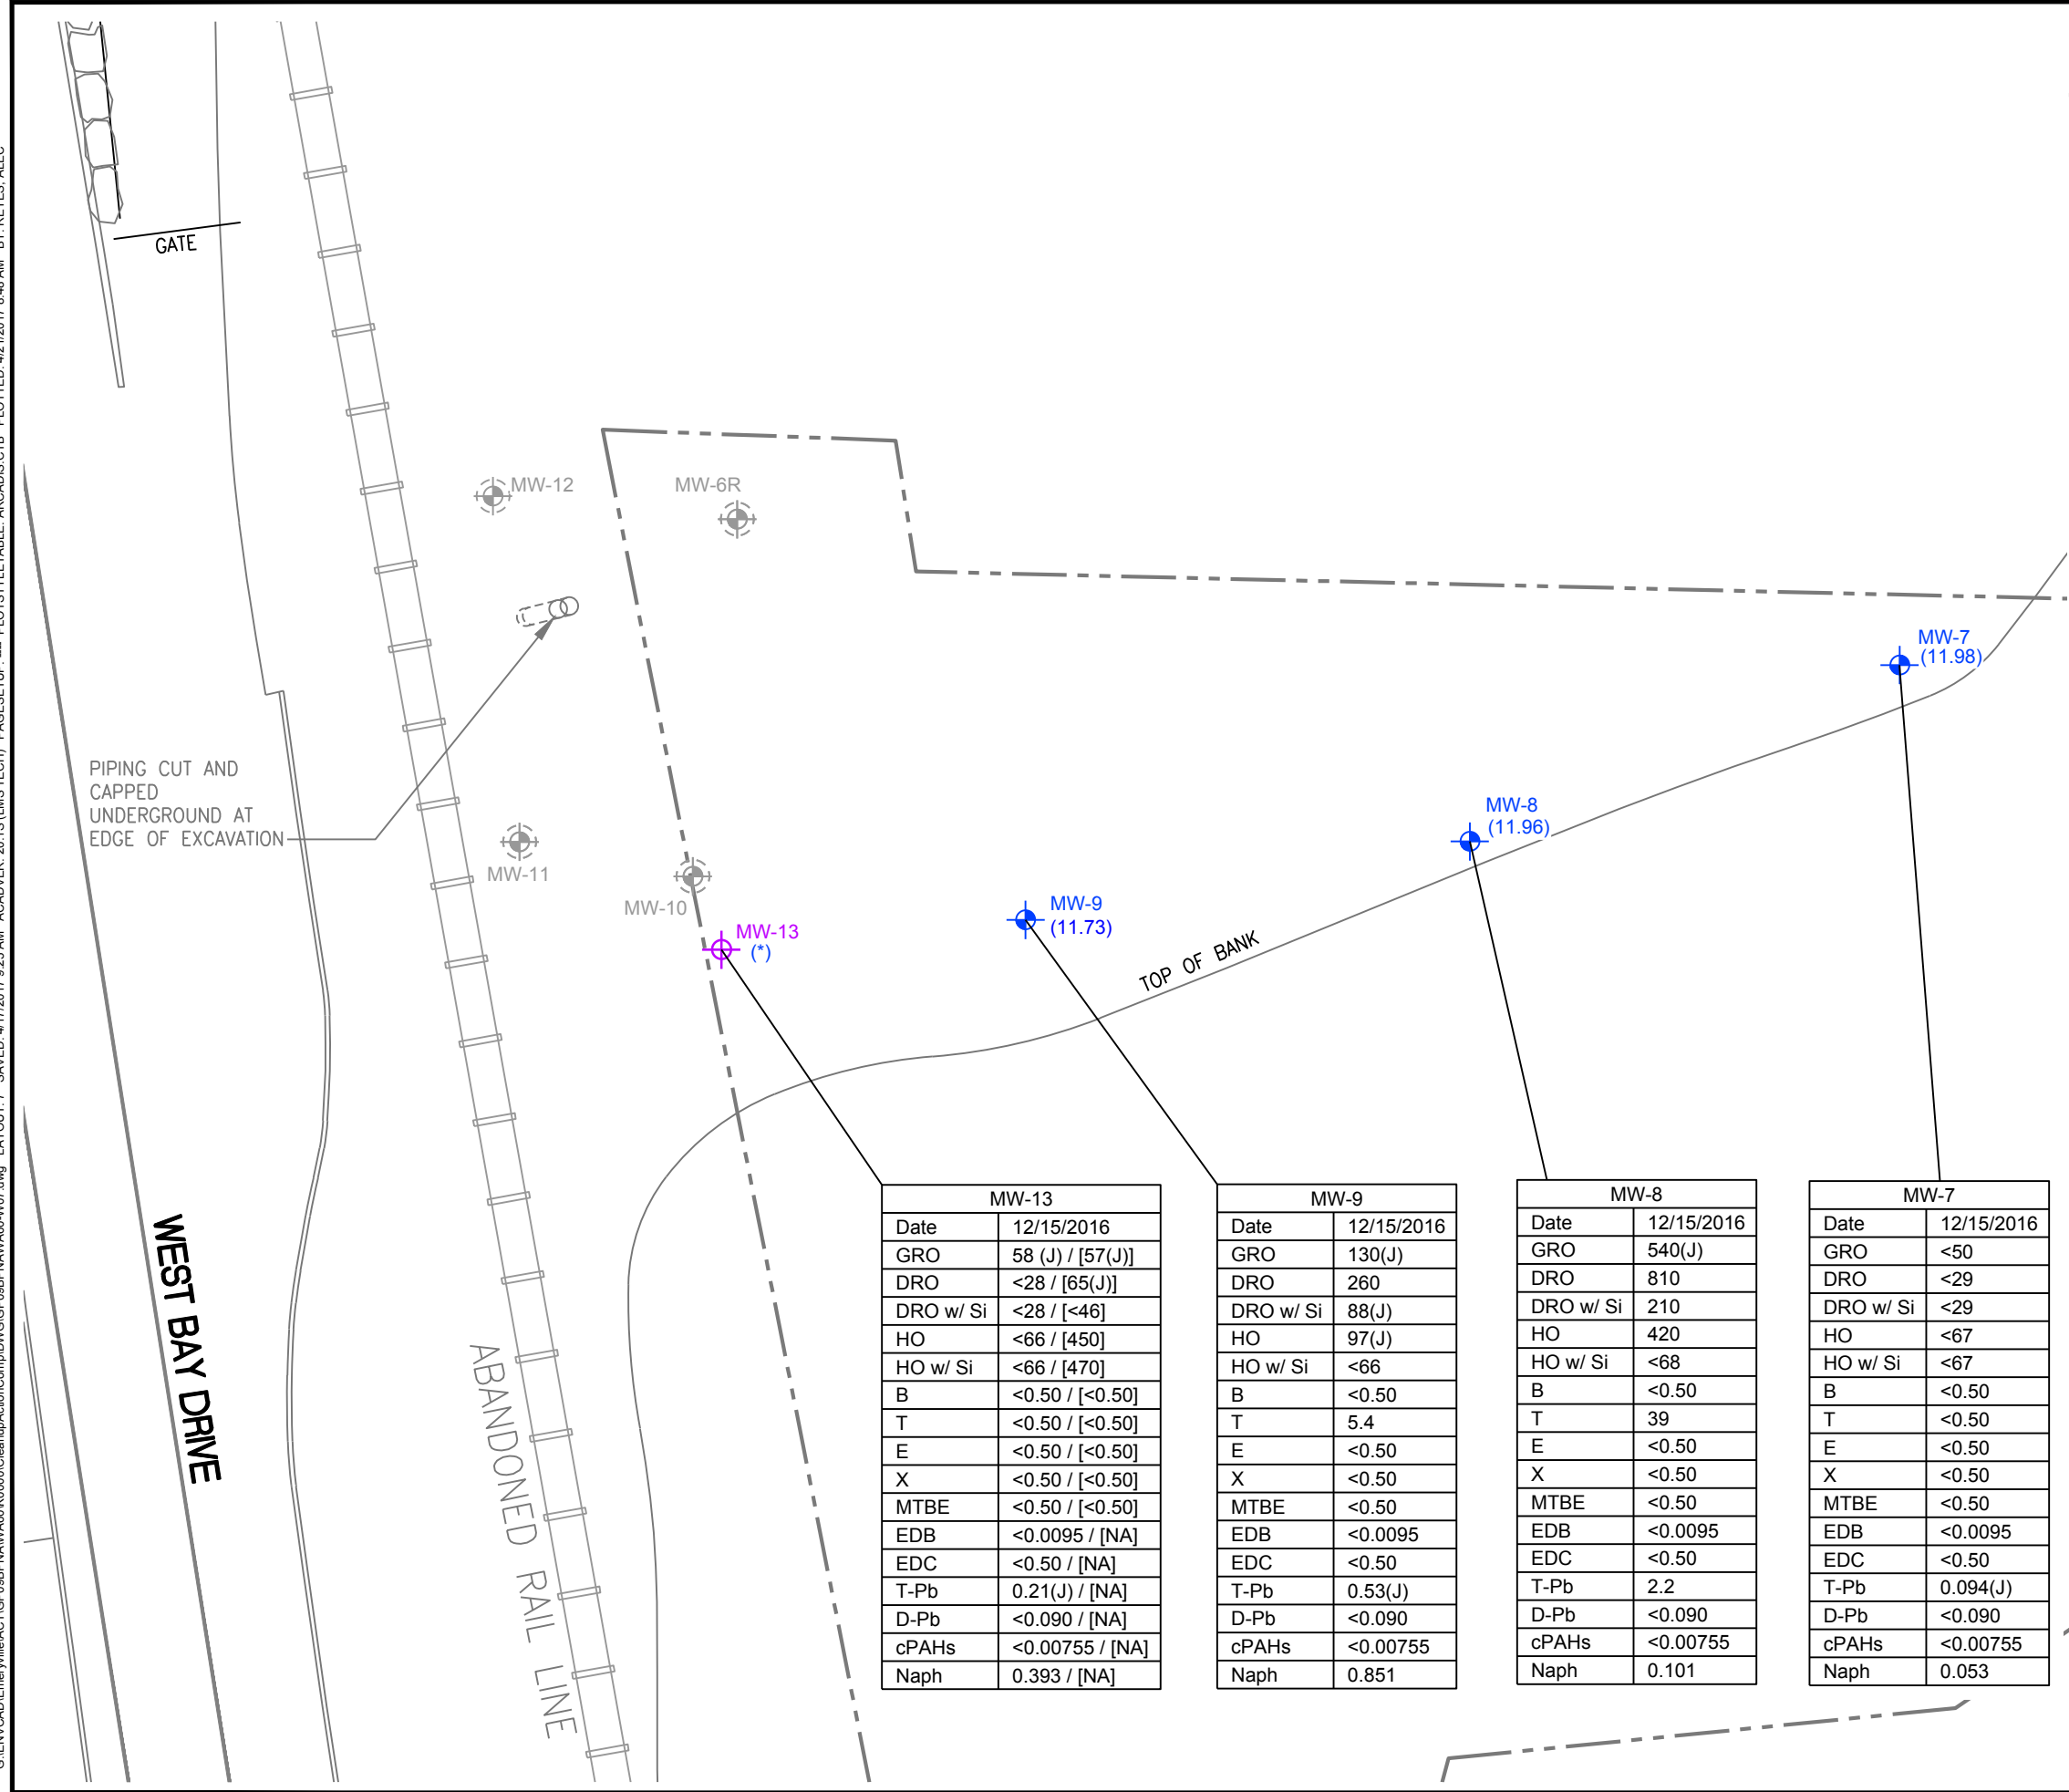 GATE
MW-12
MW-6R
MW-7
(11.98)
PIPING CUT AND
CAPPED
UNDERGROUND AT
EDGE OF EXCAVATION
MW-8
(11.96)
MW-11
MW-10
MW-9
(11.73)
MW-13
(*)
TOP OF BANK
WEST BAY DRIVE
ABANDONED RAIL LINE
MW-13
Date 12/15/2016
GRO 58 (J) / [57(J)]
DRO <28 / [65(J)]
DRO w/ Si <28 / [<46]
HO <66 / [450]
HO w/ Si <66 / [470]
B <0.50 / [<0.50]
T <0.50 / [<0.50]
E <0.50 / [<0.50]
X <0.50 / [<0.50]
MTBE <0.50 / [<0.50]
EDB <0.0095 / [NA]
EDC <0.50 / [NA]
T-Pb 0.21(J) / [NA]
D-Pb <0.090 / [NA]
cPAHs <0.00755 / [NA]
Naph 0.393 / [NA]
MW-9
Date 12/15/2016
GRO 130(J)
DRO 260
DRO w/ Si 88(J)
HO 97(J)
HO w/ Si <66
B <0.50
T 5.4
E <0.50
X <0.50
MTBE <0.50
EDB <0.0095
EDC <0.50
T-Pb 0.53(J)
D-Pb <0.090
cPAHs <0.00755
Naph 0.851
MW-8
Date 12/15/2016
GRO 540(J)
DRO 810
DRO w/ Si 210
HO 420
HO w/ Si <68
B <0.50
T 39
E <0.50
X <0.50
MTBE <0.50
EDB <0.0095
EDC <0.50
T-Pb 2.2
D-Pb <0.090
cPAHs <0.00755
Naph 0.101
MW-7
Date 12/15/2016
GRO <50
DRO <29
DRO w/ Si <29
HO <67
HO w/ Si <67
B <0.50
T <0.50
E <0.50
X <0.50
MTBE <0.50
EDB <0.0095
EDC <0.50
T-Pb 0.094(J)
D-Pb <0.090
cPAHs <0.00755
Naph 0.053